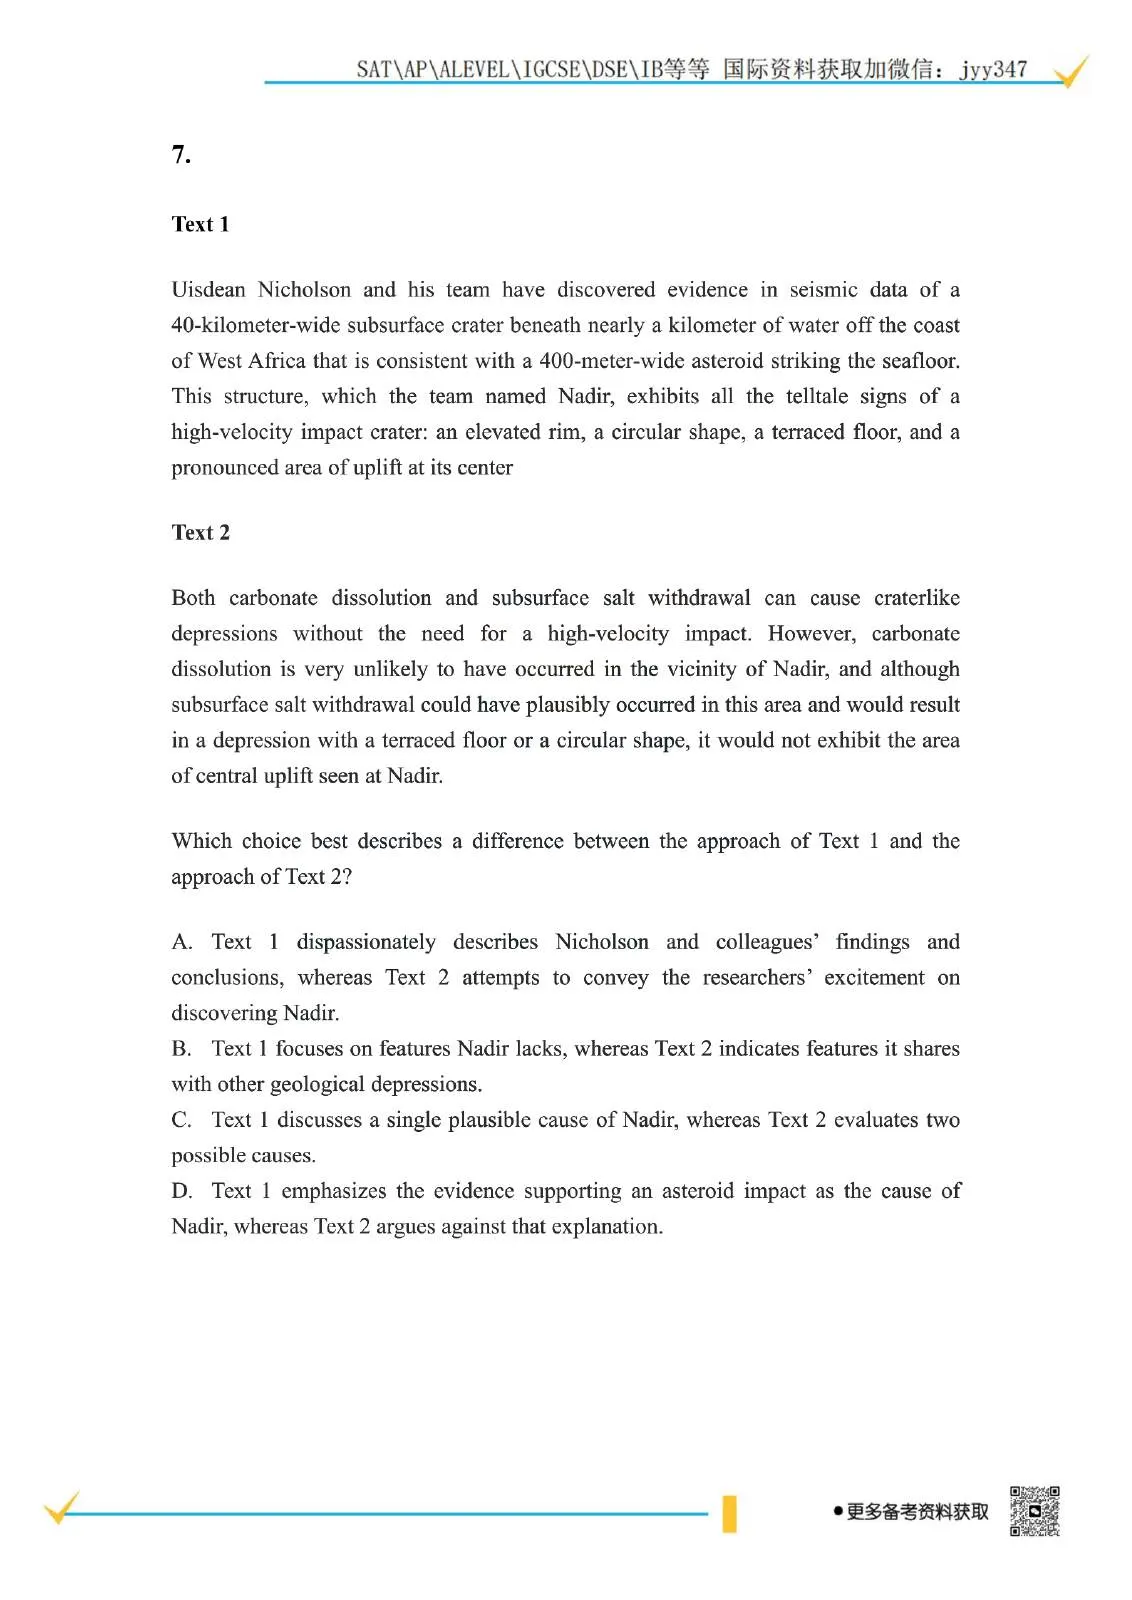 SAT\AP\ALEVEL\IGCSE\DSE\IB等等 国际资料获取加微信：jyy347
7.
Text 1
Uisdean Nicholson and his team have discovered evidence in seismic data of a
40-kilometer-wide subsurface crater beneath nearly a kilometer of water off the coast
of West Africa that is consistent with a 400-meter-wide asteroid striking the seafloor.
This structure, which the team named Nadir, exhibits all the telltale signs of a
high-velocity impact crater: an elevated rim, a circular shape, a terraced floor, and a
pronounced area of uplift at its center
Text 2
Both carbonate dissolution and subsurface salt withdrawal can cause craterlike
depressions without the need for a high-velocity impact. However, carbonate
dissolution is very unlikely to have occurred in the vicinity of Nadir, and although
subsurface salt withdrawal could have plausibly occurred in this area and would result
in a depression with a terraced floor or a circular shape, it would not exhibit the area
of central uplift seen at Nadir.
Which choice best describes a difference between the approach of Text 1 and the
approach of Text 2?
A. Text 1 dispassionately describes Nicholson and colleagues’ findings and
conclusions, whereas Text 2 attempts to convey the researchers’ excitement on
discovering Nadir.
B. Text 1 focuses on features Nadir lacks, whereas Text 2 indicates features it shares
with other geological depressions.
C. Text 1 discusses a single plausible cause of Nadir, whereas Text 2 evaluates two
possible causes.
D. Text 1 emphasizes the evidence supporting an asteroid impact as the cause of
Nadir, whereas Text 2 argues against that explanation.
●更多备考资料获取